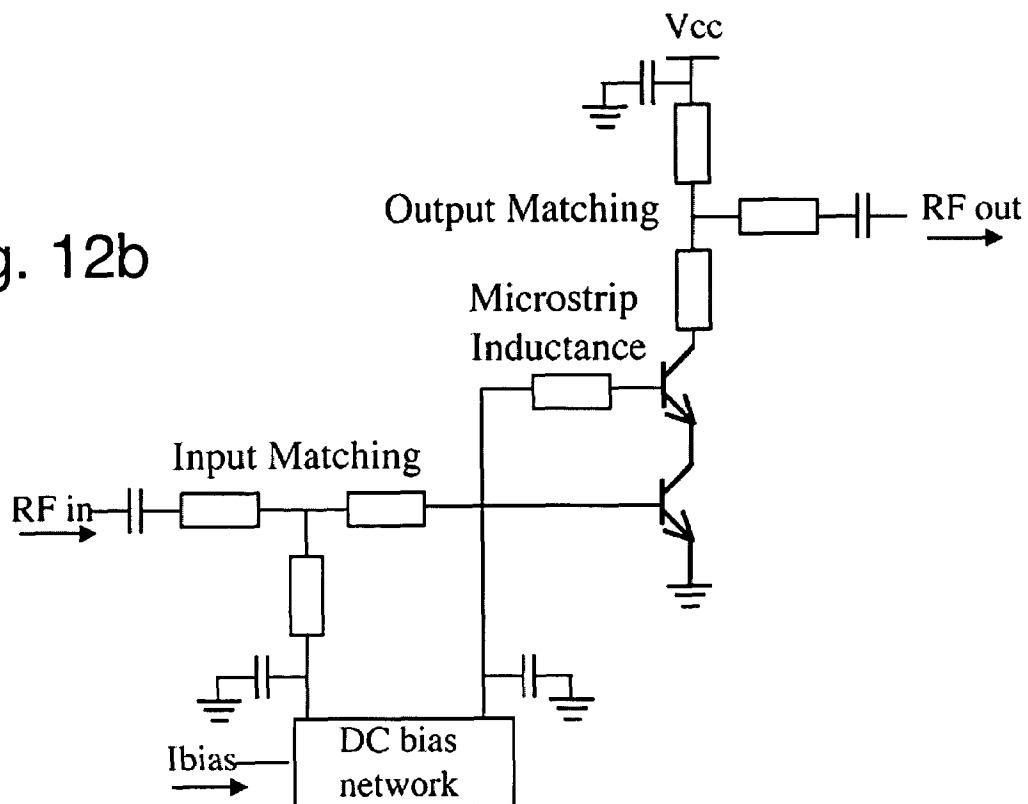 Vcc
Output Matching
RF out
g. 12b
Microstrip
Inductance
Input Matching
RF in
DC bias
network
Ibias